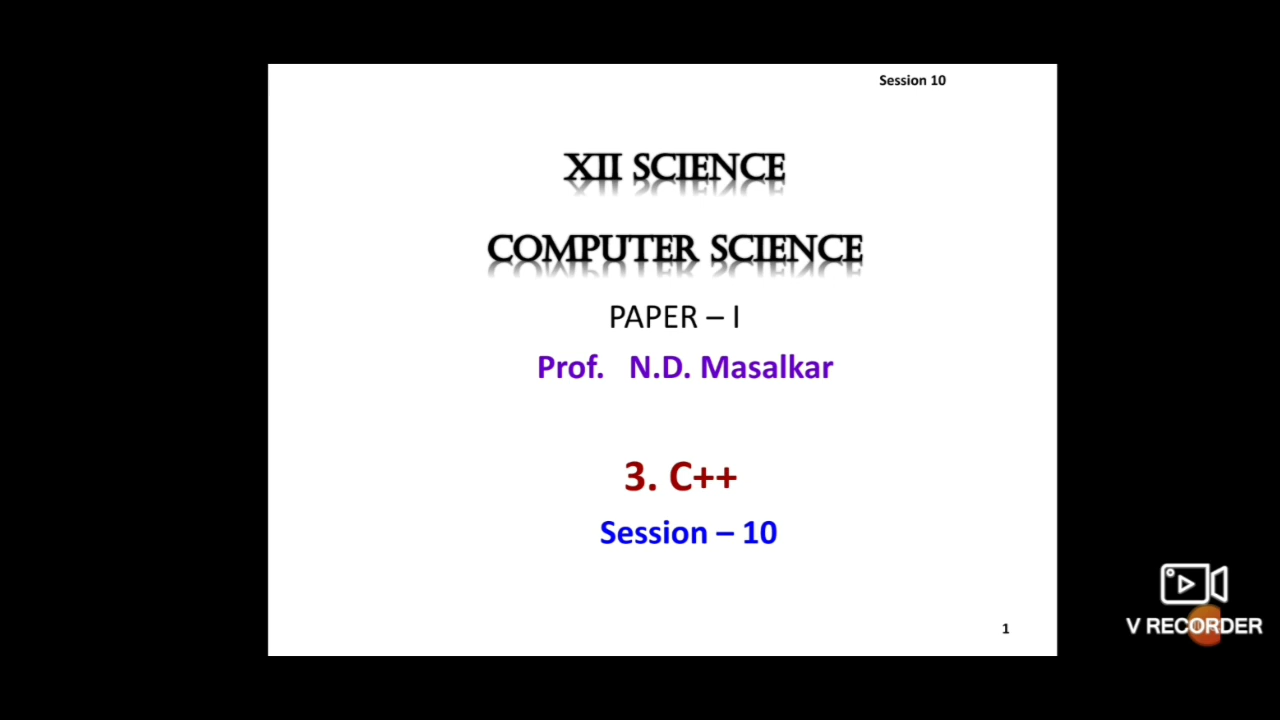 Session 10
XII SCIENCE
COMPUTER SCIENCE
PAPER – I
Prof. N.D. Masalkar
3. C++
Session – 10
1
V RECORDER